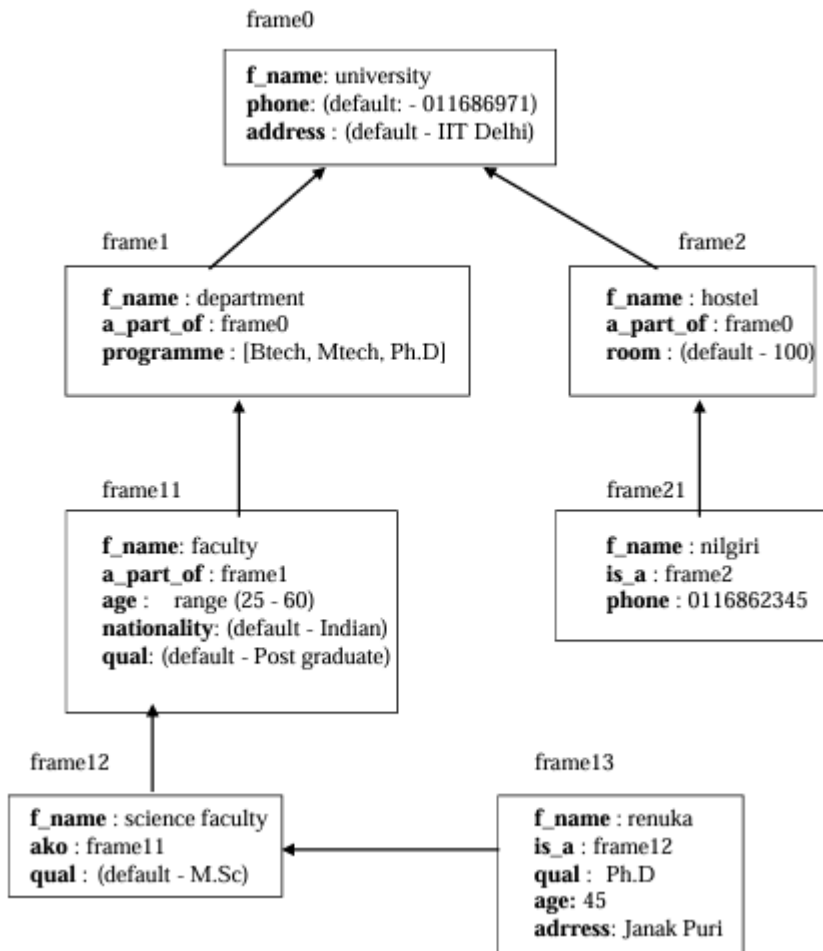 frame0
f_name: university
phone: (default: - 011686971)
address : (default - IIT Delhi)
frame1
f_name : department
a_part_of : frame0
programme : [Btech, Mtech, Ph.D]
frame2
f_name : hostel
a_part_of : frame0
room : (default - 100)
frame11
f_name: faculty
a_part_of : frame1
age : range (25 - 60)
nationality: (default - Indian)
qual: (default - Post graduate)
frame21
f_name : nilgiri
is_a : frame2
phone : 0116862345
frame12
f_name : science faculty
ako : frame11
qual : (default - M.Sc)
frame13
f_name : renuka
is_a : frame12
qual : Ph.D
age: 45
adrress: Janak Puri